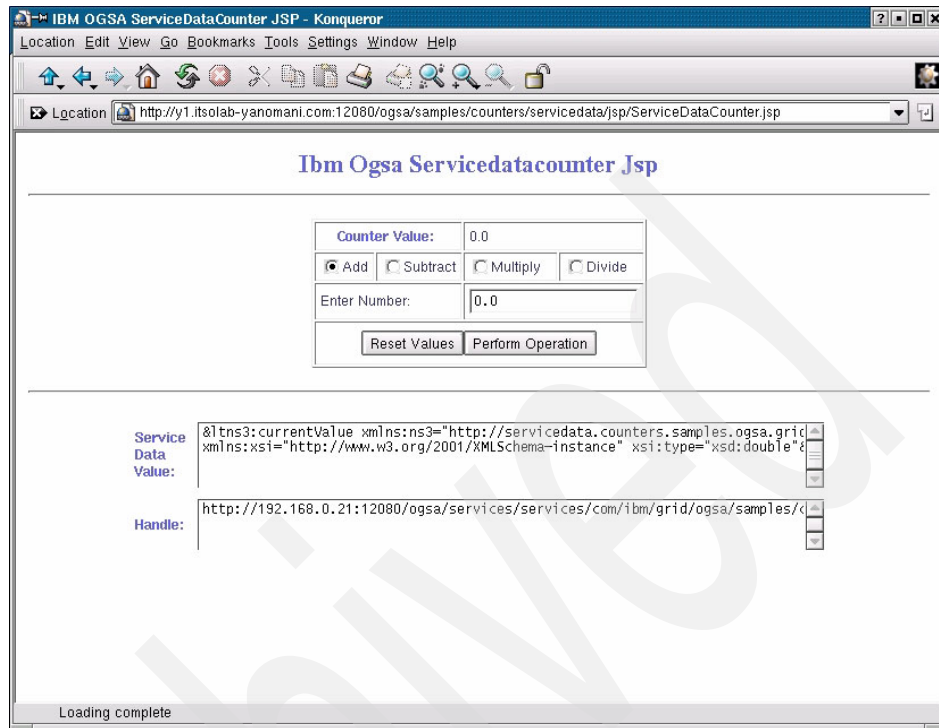 IBM OGSA ServiceDataCounter JSP - Konqueror
Location Edit View Go Bookmarks Tools Settings Window Help
Location http://y1.itsolab-yanomani.com:12080/ogsa/samples/counters/servicedata/jsp/ServiceDataCounter.jsp
Ibm Ogsa Servicedatacounter Jsp
Counter Value: 0.0
Add Subtract Multiply Divide
Enter Number: 0.0
Reset Values Perform Operation
Service Data Value:
&ltns3:currentValue xmlns:ns3="http://servicedata.counters.samples.ogsa.grid
xmlns:xsi="http://www.w3.org/2001/XMLSchema-instance" xsi:type="xsd:double"&
Handle: http://192.168.0.21:12080/ogsa/services/services/com/ibm/grid/ogsa/samples/c
Loading complete
hived